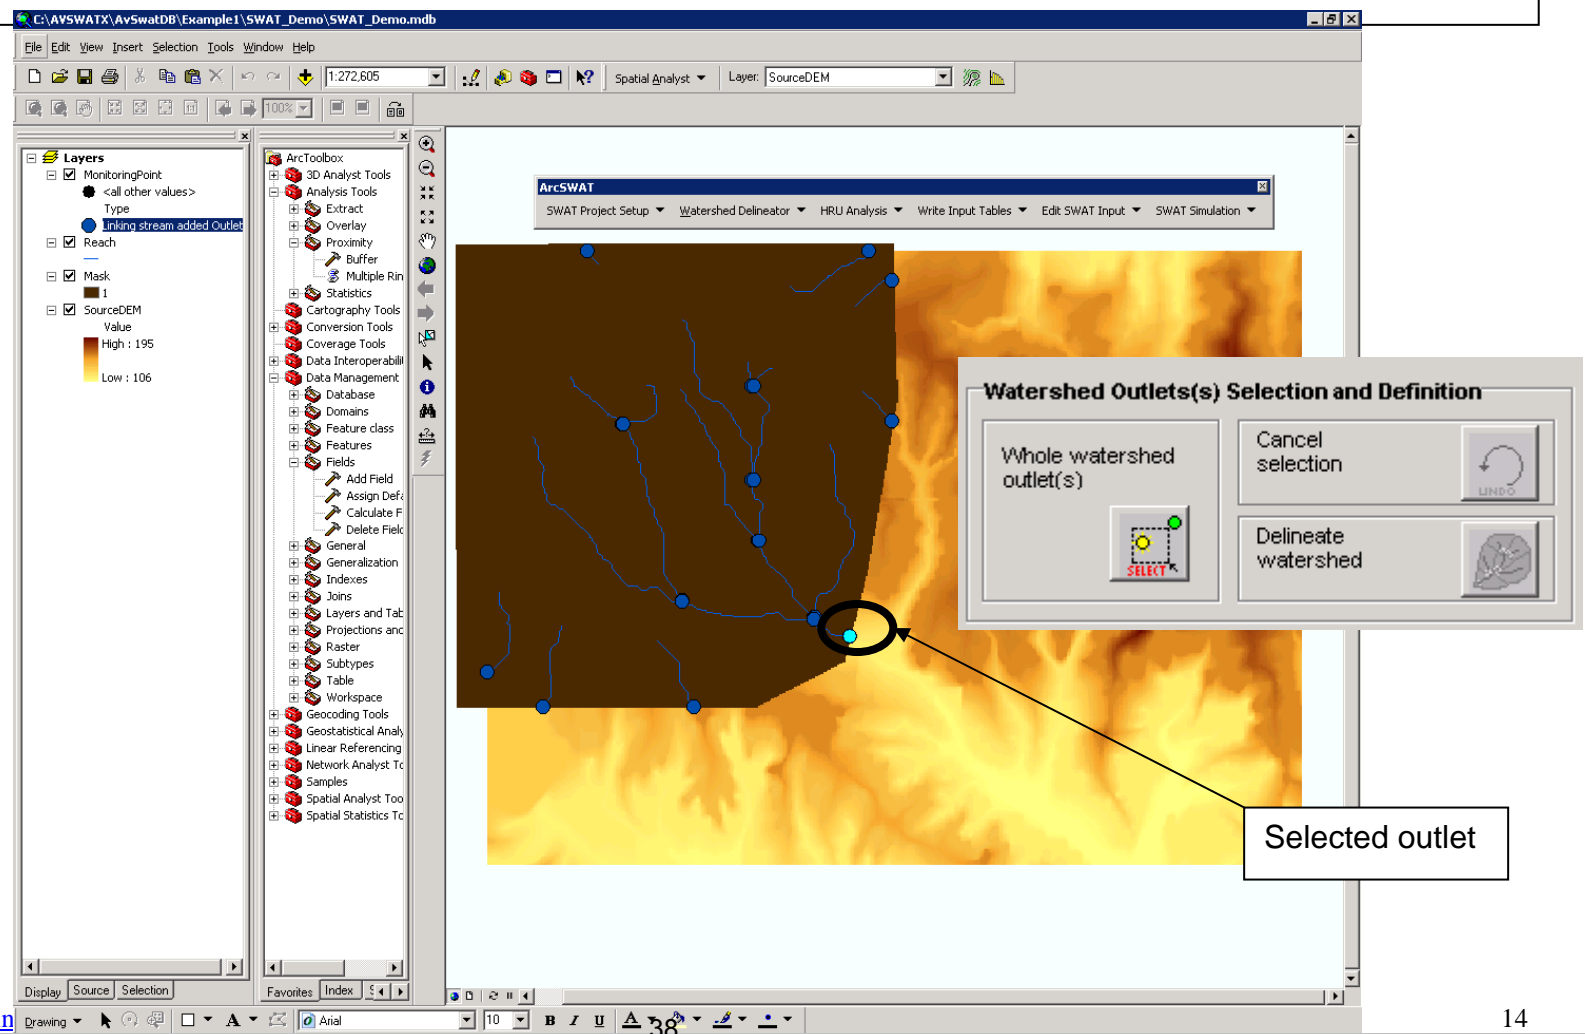 C:\AVSWATX\AvSwatDB\Example1\SWAT_Demo\SWAT_Demo.mdb
File Edit View Insert Selection Tools Window Help
1:272,605
Spatial Analyst
Layer: SourceDEM
100%
Layers
MonitoringPoint
<all other values>
Type
Linking stream added Outlet
Reach
Mask
1
SourceDEM
Value
High : 195
Low : 106
Display Source Selection
ArcToolbox
3D Analyst Tools
Analysis Tools
Extract
Overlay
Proximity
Buffer
Multiple Rin
Statistics
Cartography Tools
Conversion Tools
Coverage Tools
Data Interoperabili
Data Management
Database
Domains
Feature class
Features
Fields
Add Field
Assign Defa
Calculate F
Delete Field
General
Generalization
Indexes
Joins
Layers and Tab
Projections and
Raster
Subtypes
Table
Workspace
Geocoding Tools
Geostatistical Analy
Linear Referencing
Network Analyst To
Samples
Spatial Analyst Too
Spatial Statistics To
Favorites Index S
ArcSWAT
SWAT Project Setup Watershed Delineator HRU Analysis Write Input Tables Edit SWAT Input SWAT Simulation
Watershed Outlets(s) Selection and Definition
Whole watershed
outlet(s)
SELECT
Cancel
selection
UNDO
Delineate
watershed
Selected outlet
n
Drawing A Arial 10 B I U A
38
14